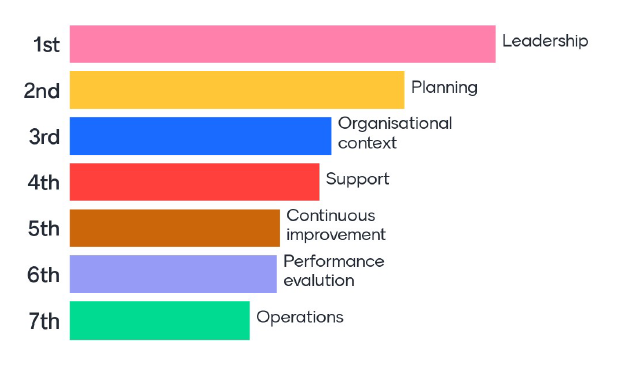 1st Leadership
2nd Planning
3rd Organisational
context
4th Support
5th Continuous
improvement
6th Performance
evalution
7th Operations